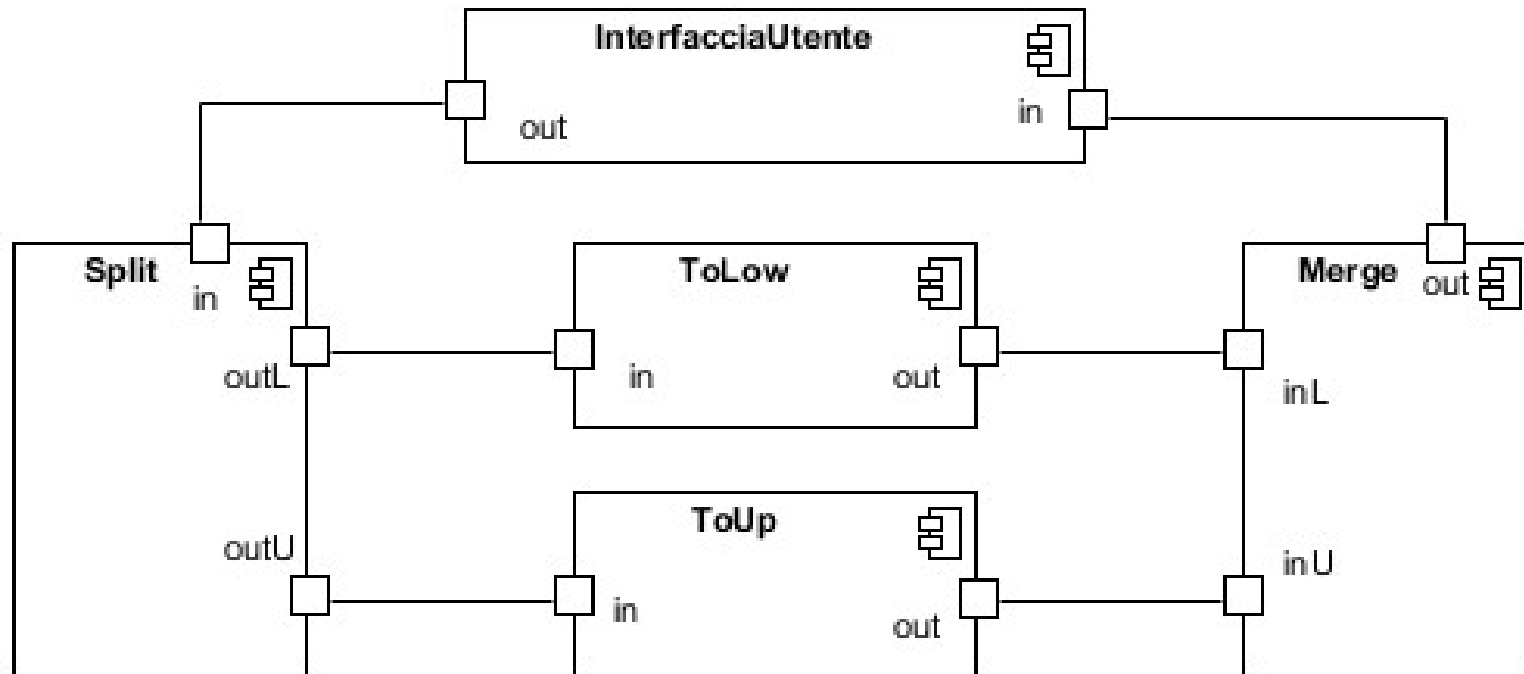 InterfacciaUtente
out
in
Split
in
outL
outU
ToLow
in
out
ToUp
in
out
Merge
out
inL
inU